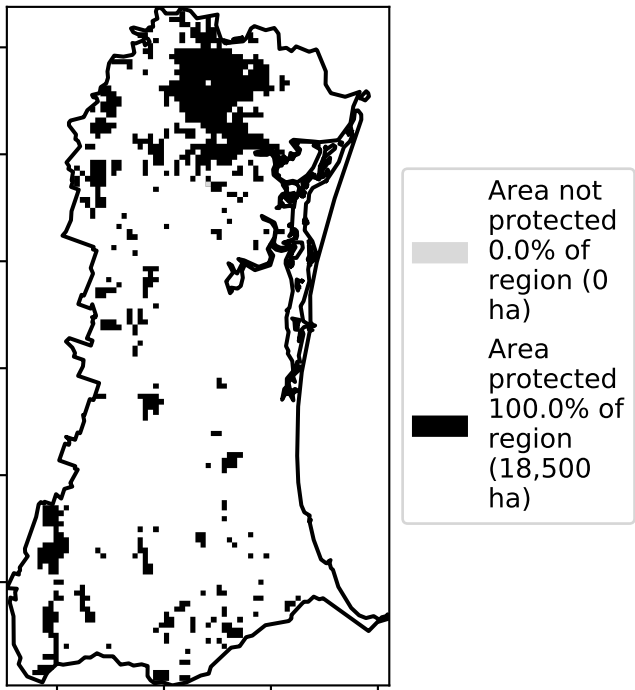 Area not
protected
0.0% of
region (0
ha)
Area
protected
100.0% of
region
(18,500
ha)